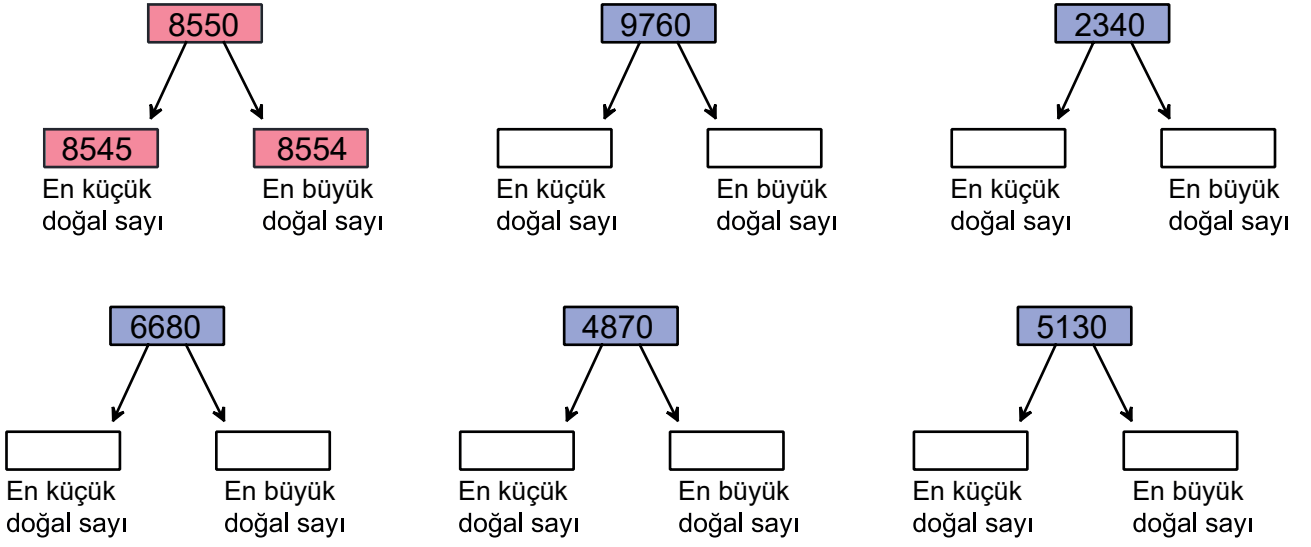 8550
9760
2340
8545
8554
En küçük
doğal sayı
En büyük
doğal sayı
En küçük
doğal sayı
En büyük
doğal sayı
En küçük
doğal sayı
En büyük
doğal sayı
6680
4870
5130
En küçük
doğal sayı
En büyük
doğal sayı
En küçük
doğal sayı
En büyük
doğal sayı
En küçük
doğal sayı
En büyük
doğal sayı